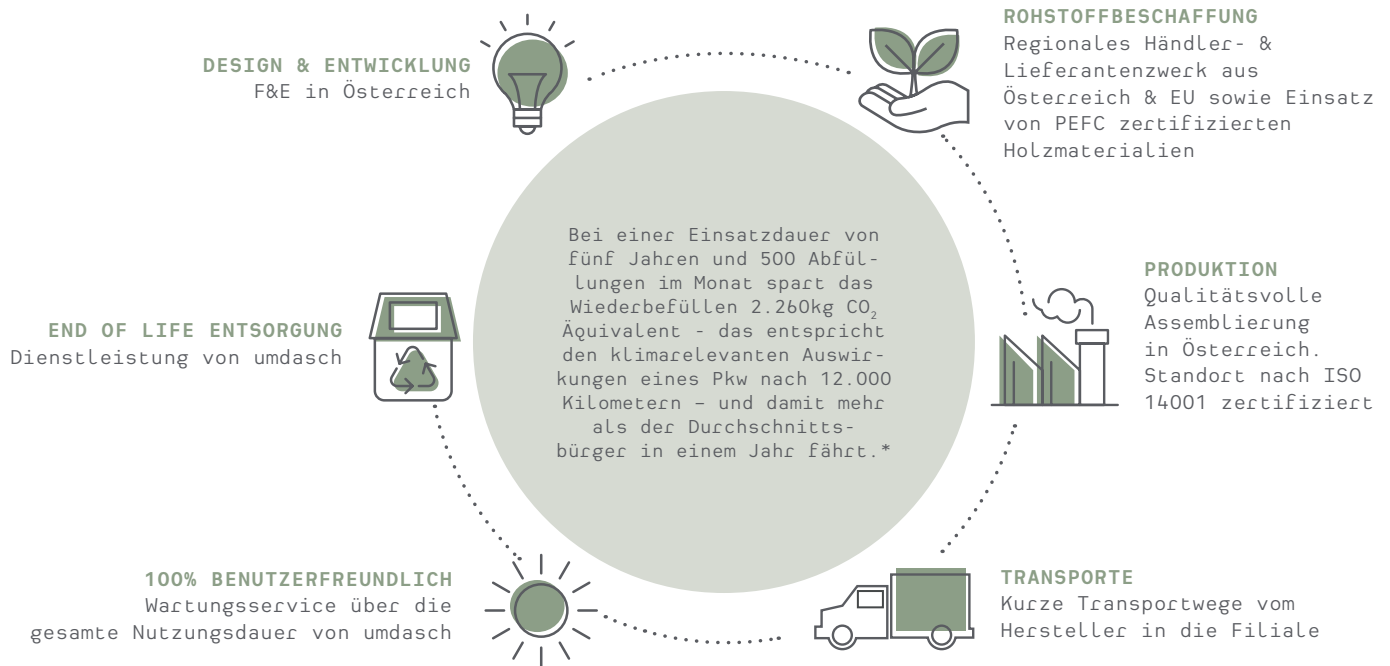 DESIGN & ENTWICKLUNG
F&E in Österreich
ROHSTOFFBESCHAFFUNG
Regionales Händler- &
Lieferantenzwerk aus
Österreich & EU sowie Einsatz
von PEFC zertifizierten
Holzmaterialien
PRODUKTION
Qualitätsvolle
Assemblierung
in Österreich.
Standort nach ISO
14001 zertifiziert
TRANSPORTE
Kurze Transportwege vom
Hersteller in die Filiale
100% BENUTZERFREUNDLICH
Wartungsservice über die
gesamte Nutzungsdauer von umdasch
END OF LIFE ENTSORGUNG
Dienstleistung von umdasch
Bei einer Einsatzdauer von
fünf Jahren und 500 Abfül-
lungen im Monat spart das
Wiederbefüllen 2.260kg CO₂
Äquivalent - das entspricht
den klimarelevanten Auswir-
kungen eines Pkw nach 12.000
Kilometern – und damit mehr
als der Durchschnitts-
bürger in einem Jahr fährt.*